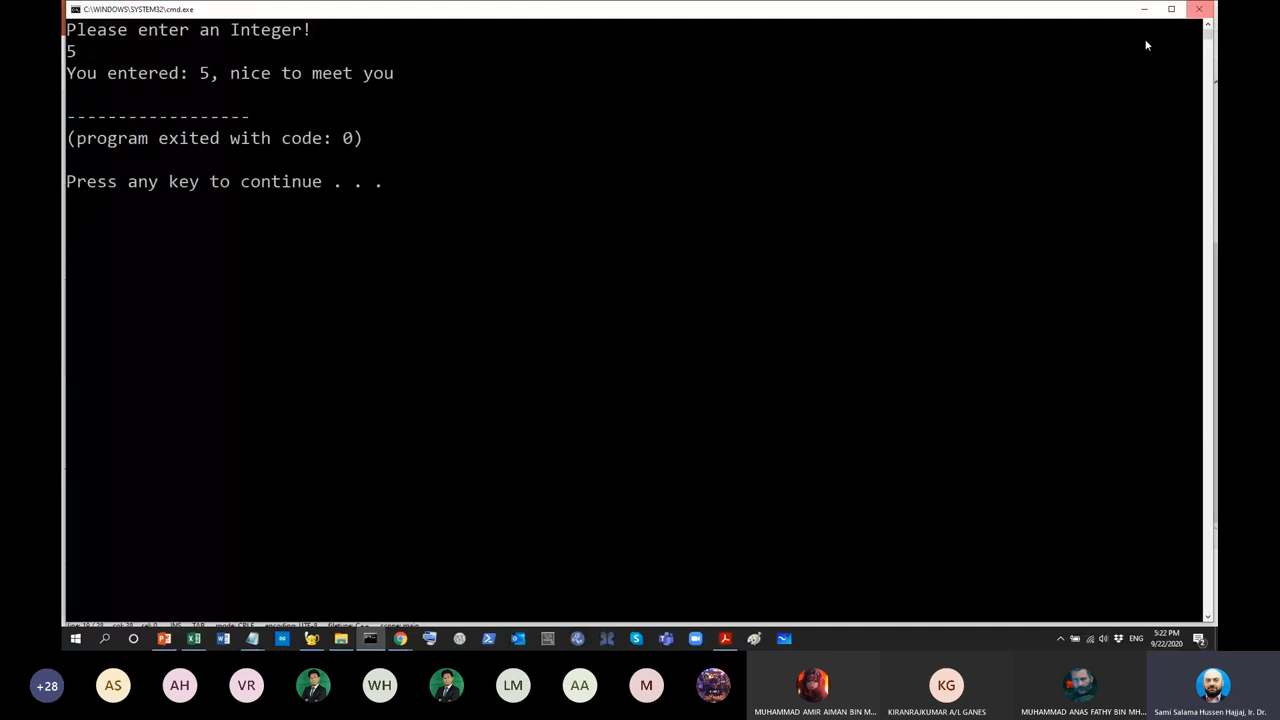 C:\WINDOWS\SYSTEM32\cmd.exe
Please enter an Integer!
5
You entered: 5, nice to meet you
------------------
(program exited with code: 0)
Press any key to continue . . .
ENG
5:22 PM
9/22/2020
2
+28
AS
AH
VR
WH
LM
AA
M
KG
MUHAMMAD AMIR AIMAN BIN M...
KIRANRAJKUMAR A/L GANES
MUHAMMAD ANAS FATHY BIN MH...
Sami Salama Hussen Hajjaj, Ir. Dr.